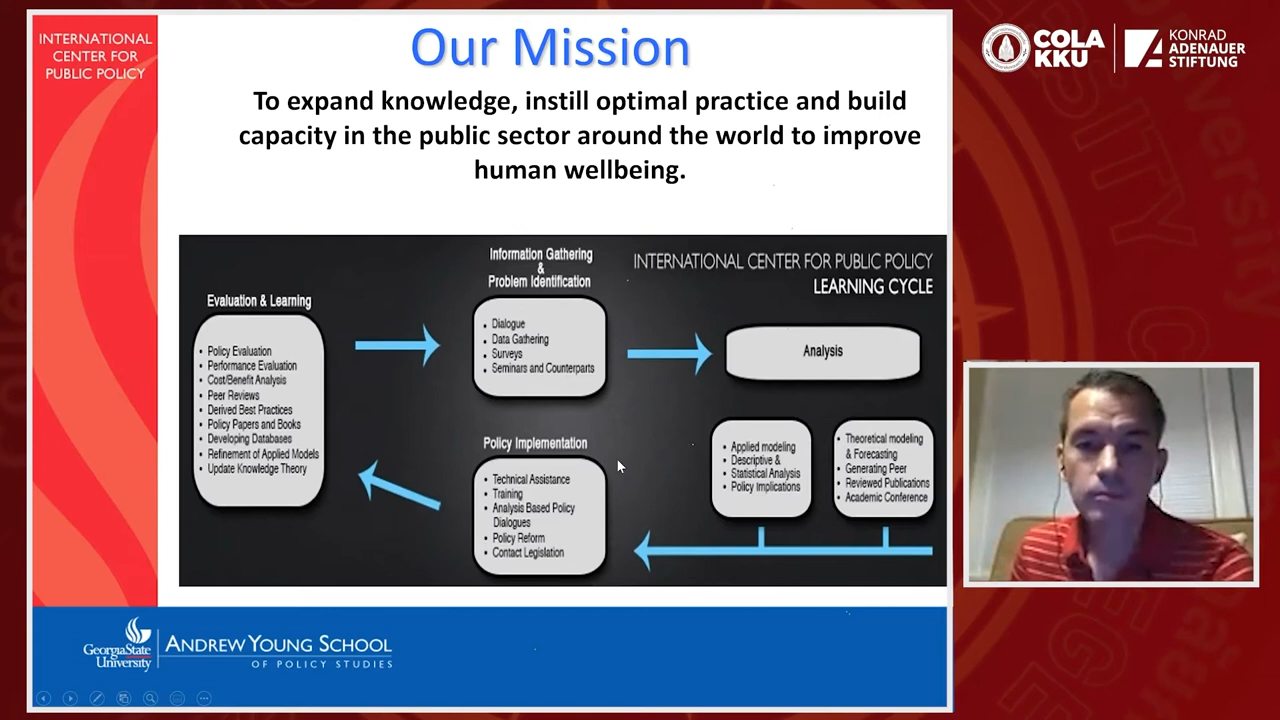 INTERNATIONAL
CENTER FOR
PUBLIC POLICY
Our Mission
To expand knowledge, instill optimal practice and build
capacity in the public sector around the world to improve
human wellbeing.
COLA
KKU
KONRAD
ADENAUER
STIFTUNG
INTERNATIONAL CENTER FOR PUBLIC POLICY
LEARNING CYCLE
Evaluation & Learning
• Policy Evaluation
• Performance Evaluation
• Cost/Benefit Analysis
• Peer Reviews
• Derived Best Practices
• Policy Papers and Books
• Developing Databases
• Refinement of Applied Models
• Update Knowledge Theory
Information Gathering
&
Problem Identification
• Dialogue
• Data Gathering
• Surveys
• Seminars and Counterparts
Analysis
• Applied modeling
• Descriptive &
• Statistical Analysis
• Policy Implications
• Theoretical modeling
& Forecasting
• Generating Peer
• Reviewed Publications
• Academic Conference
Policy Implementation
• Technical Assistance
• Training
• Analysis Based Policy
Dialogues
• Policy Reform
• Contact Legislation
GeorgiaState
University
ANDREW YOUNG SCHOOL
OF POLICY STUDIES